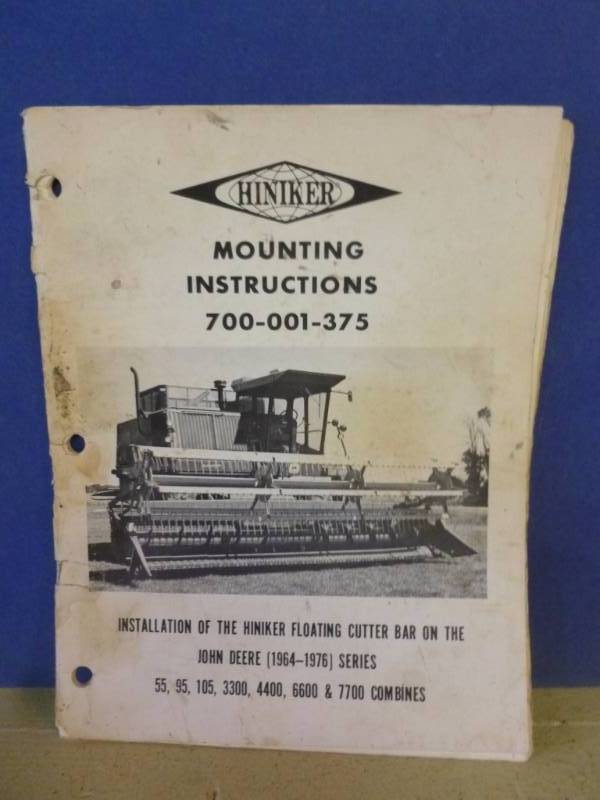 HINIKER
MOUNTING
INSTRUCTIONS
700-001-375
INSTALLATION OF THE HINIKER FLOATING CUTTER BAR ON THE
JOHN DEERE (1964-1976) SERIES
55, 95, 105, 3300, 4400, 6600 & 7700 COMBINES